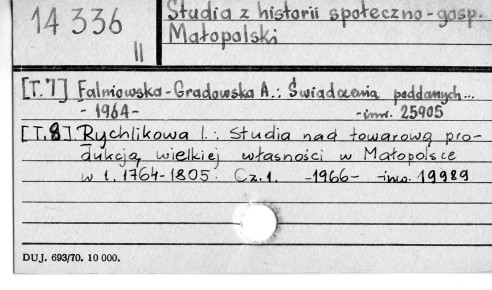 14 336
II
Studia z historii społeczno-gosp.
Małopolski
[T.7] Falniowska-Gradowska A.: Świadczenia poddanych...
-1964- -inw. 25905
[T.8] Rychlikowa I.: Studia nad towarową pro-
dukcją wielkiej własności w Małopolsce
w l. 1764-1805. Cz.1. -1966- -inw. 19989
DUJ. 693/70. 10 000.